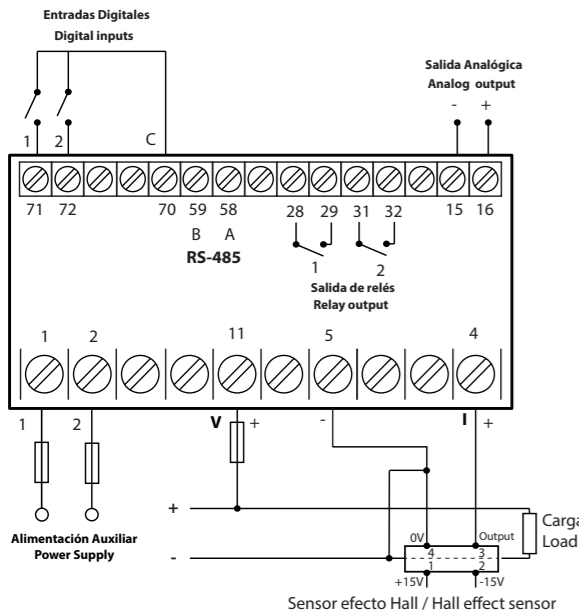 Entradas Digitales
Digital inputs
Salida Analógica
Analog output
- +
1 2 C
71 72 70 59 58 28 29 31 32 15 16
B A
RS-485
1 2
Salida de relés
Relay output
1 2 11 5 4
1 2 V + - I +
+
-
Alimentación Auxiliar
Power Supply
0V Output
4 3
1 2
+15V -15V
Carga
Load
Sensor efecto Hall / Hall effect sensor